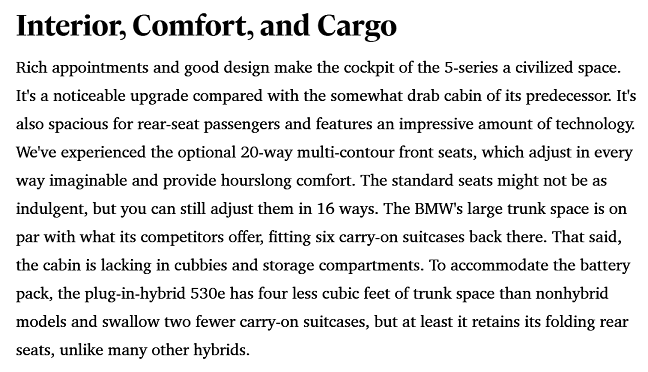 Interior, Comfort, and Cargo
Rich appointments and good design make the cockpit of the 5-series a civilized space.
It's a noticeable upgrade compared with the somewhat drab cabin of its predecessor. It's
also spacious for rear-seat passengers and features an impressive amount of technology.
We've experienced the optional 20-way multi-contour front seats, which adjust in every
way imaginable and provide hourslong comfort. The standard seats might not be as
indulgent, but you can still adjust them in 16 ways. The BMW's large trunk space is on
par with what its competitors offer, fitting six carry-on suitcases back there. That said,
the cabin is lacking in cubbies and storage compartments. To accommodate the battery
pack, the plug-in-hybrid 530e has four less cubic feet of trunk space than nonhybrid
models and swallow two fewer carry-on suitcases, but at least it retains its folding rear
seats, unlike many other hybrids.